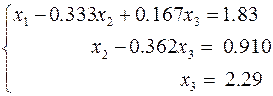 x₁ − 0.333x₂ + 0.167x₃ = 1.83
x₂ − 0.362x₃ = 0.910
x₃ = 2.29